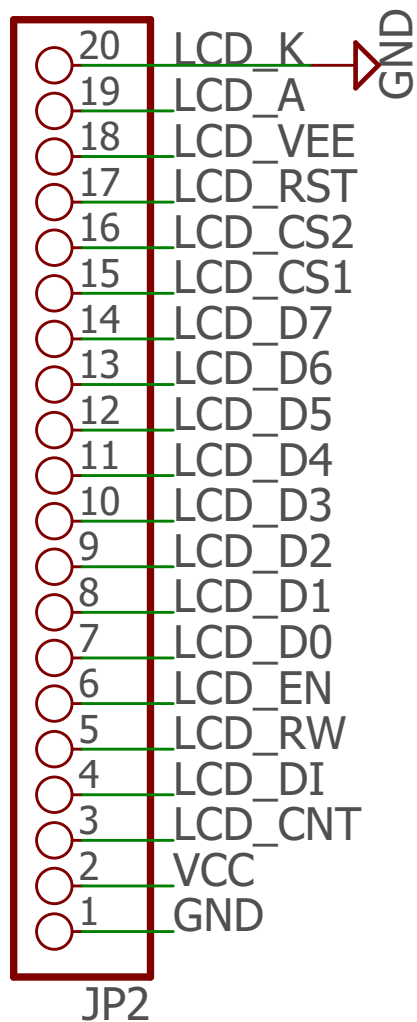 20 LCD_K GND
19 LCD_A
18 LCD_VEE
17 LCD_RST
16 LCD_CS2
15 LCD_CS1
14 LCD_D7
13 LCD_D6
12 LCD_D5
11 LCD_D4
10 LCD_D3
9 LCD_D2
8 LCD_D1
7 LCD_D0
6 LCD_EN
5 LCD_RW
4 LCD_DI
3 LCD_CNT
2 VCC
1 GND
JP2